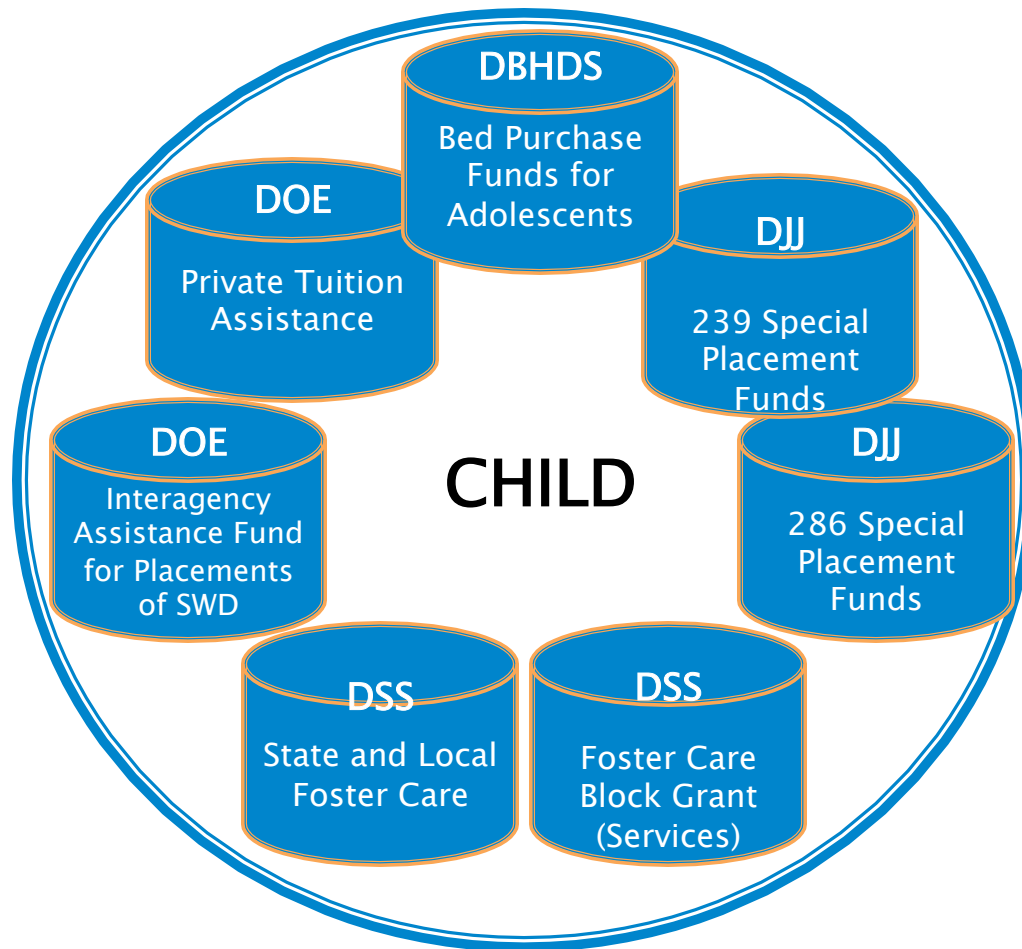 DBHDS
Bed Purchase
Funds for
Adolescents
DOE
Private Tuition
Assistance
DJJ
239 Special
Placement
Funds
DOE
Interagency
Assistance Fund
for Placements
of SWD
CHILD
DJJ
286 Special
Placement
Funds
DSS
State and Local
Foster Care
DSS
Foster Care
Block Grant
(Services)